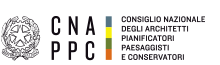 CNA
PPC
CONSIGLIO NAZIONALE
DEGLI ARCHITETTI
PIANIFICATORI
PAESAGGISTI
E CONSERVATORI